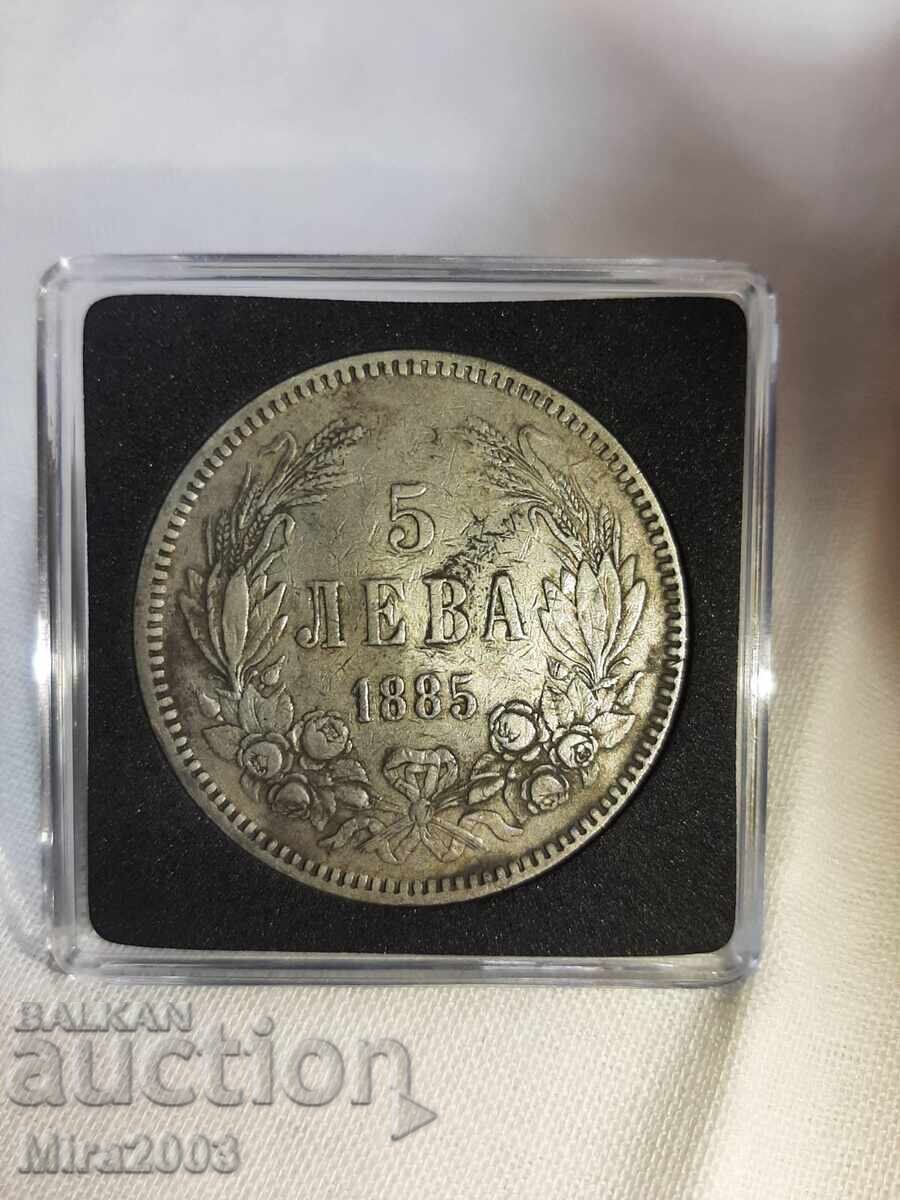 5
ЛЕВА
1885
BALKAN
auction
Mira2003